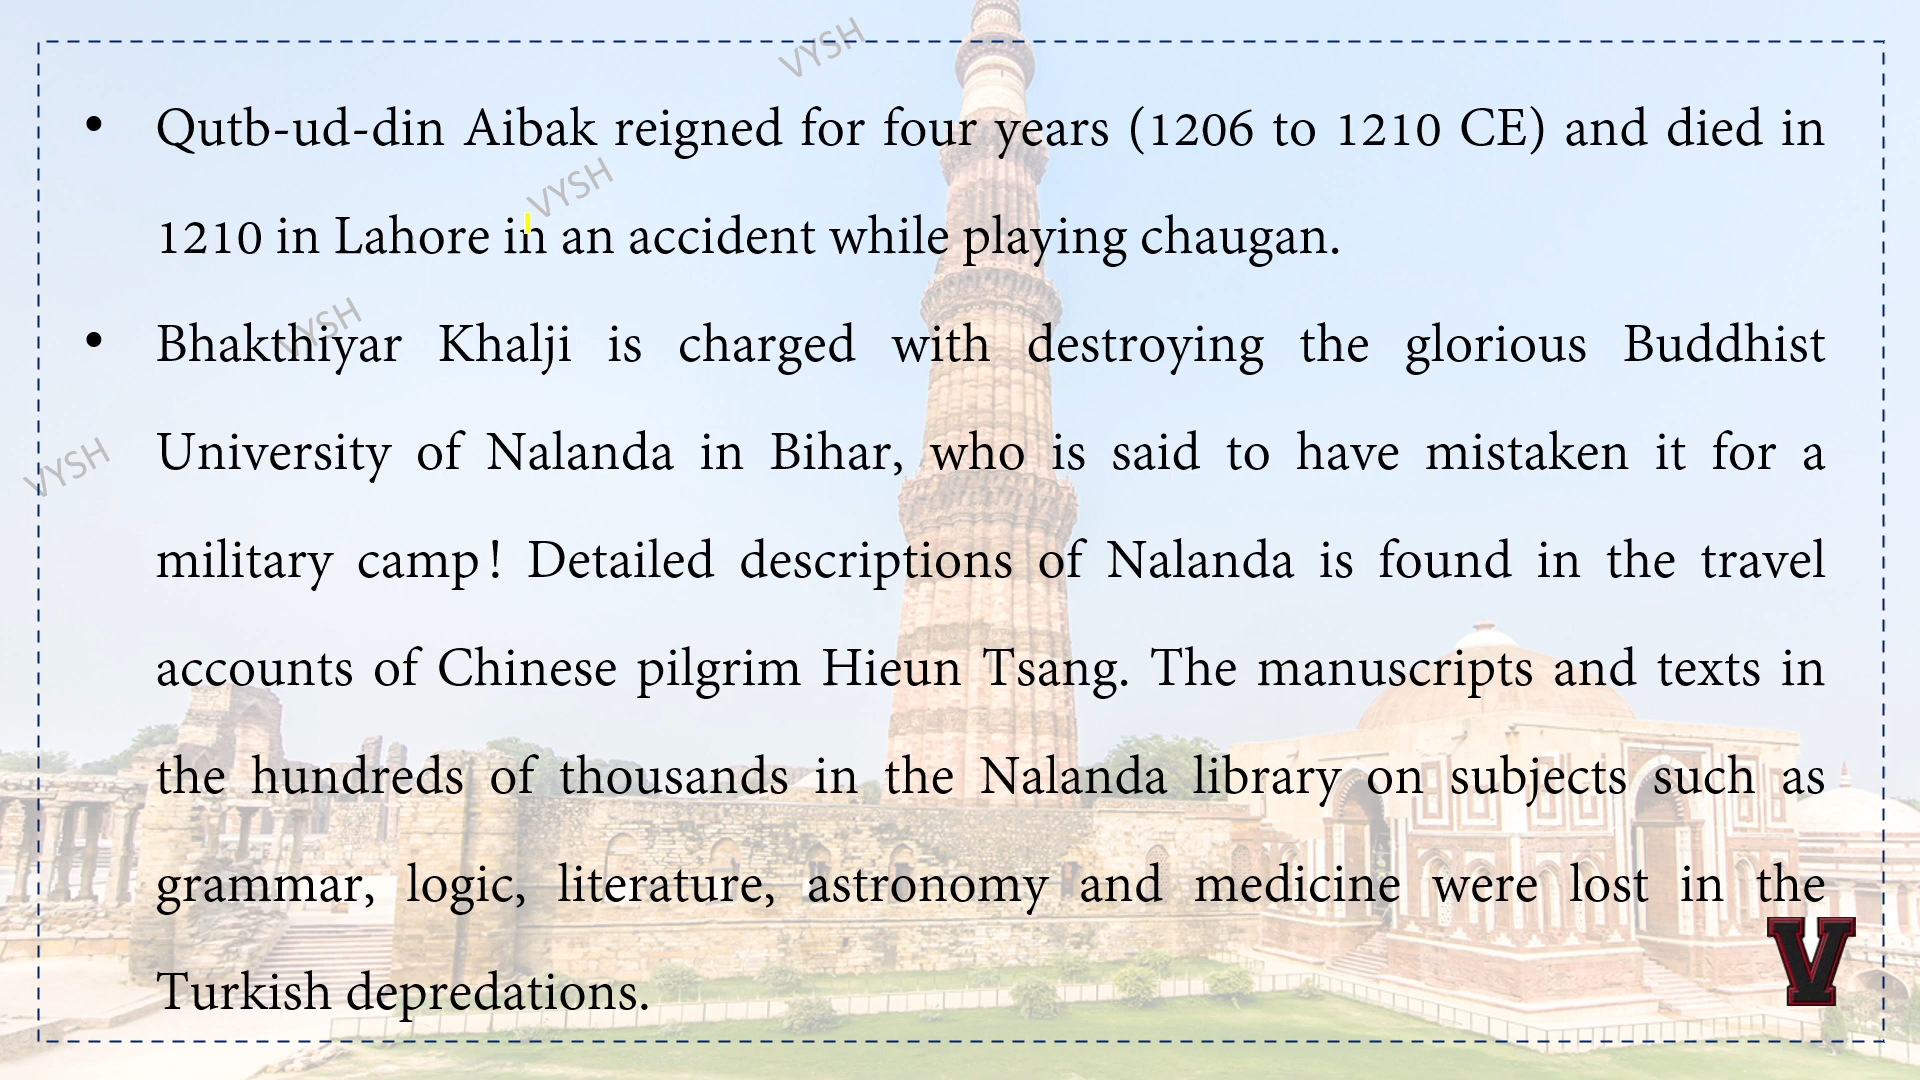 VYSH
• Qutb-ud-din Aibak reigned for four years (1206 to 1210 CE) and died in
VYSH
1210 in Lahore in an accident while playing chaugan.
VYSH
• Bhakthiyar Khalji is charged with destroying the glorious Buddhist
University of Nalanda in Bihar, who is said to have mistaken it for a
VYSH
military camp! Detailed descriptions of Nalanda is found in the travel
accounts of Chinese pilgrim Hieun Tsang. The manuscripts and texts in
the hundreds of thousands in the Nalanda library on subjects such as
grammar, logic, literature, astronomy and medicine were lost in the
V
Turkish depredations.